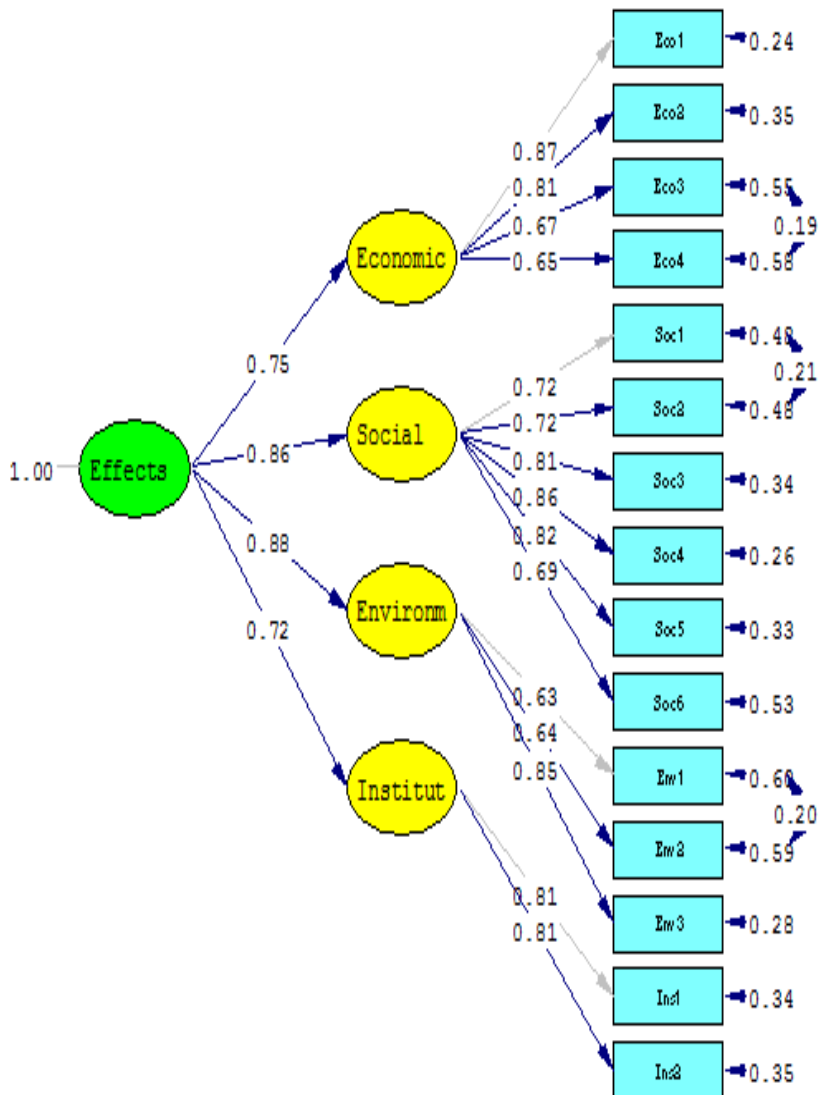 Eco1
0.24
Eco2
0.35
0.87
0.81
Eco3
0.55
0.67
0.19
Economic
0.65
Eco4
0.58
Soc1
0.48
0.75
0.21
0.72
Soc2
0.48
0.72
Social
0.86
0.81
1.00
Effects
Soc3
0.34
0.86
0.82
0.88
Soc4
0.26
0.69
Environm
0.72
Soc5
0.33
0.63
Soc6
0.53
0.64
0.85
Env1
0.60
Institut
0.20
Env2
0.59
0.81
Env3
0.28
0.81
Ins1
0.34
Ins2
0.35